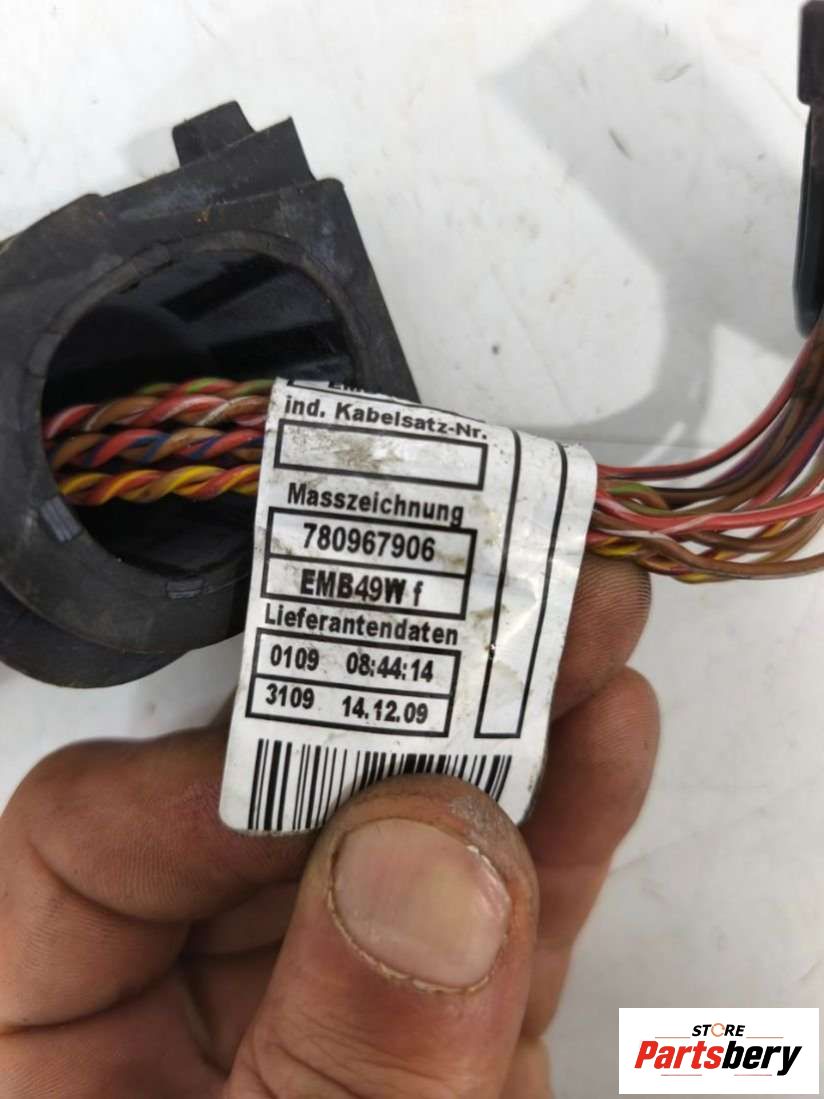 ind. Kabelsatz-Nr.
Masszeichnung
780967906
EMB49W f
Lieferantendaten
0109 08:44:14
3109 14.12.09
STORE
Partsbery